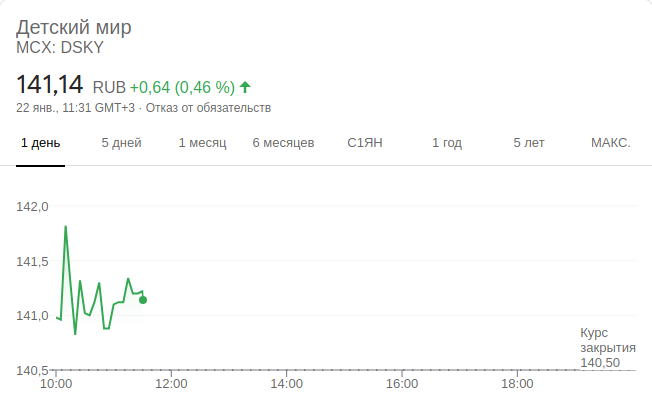 Детский мир
MCX: DSKY
141,14 RUB +0,64 (0,46 %)
22 янв., 11:31 GMT+3 · Отказ от обязательств
1 день 5 дней 1 месяц 6 месяцев С1ЯН 1 год 5 лет МАКС.
142,0
141,5
141,0
Курс
закрытия
140,50
140,5
10:00 12:00 14:00 16:00 18:00